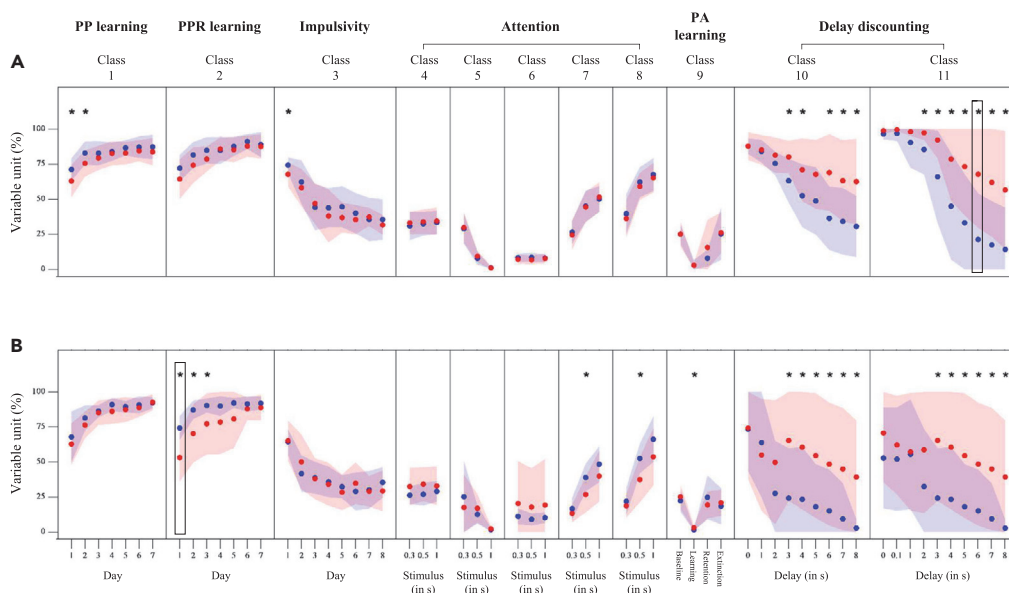 PP learning PPR learning Impulsivity Attention PA learning Delay discounting
A
Class 1 Class 2 Class 3 Class 4 Class 5 Class 6 Class 7 Class 8 Class 9 Class 10 Class 11
* * * * * * * * * * * * * * *
Variable unit (%)
100
75
50
25
0
B
* * * * * * * * * * * * * * * * * *
Variable unit (%)
100
75
50
25
0
1 2 3 4 5 6 7 1 2 3 4 5 6 7 1 2 3 4 5 6 7 8 0.3 0.5 1 0.3 0.5 1 0.3 0.5 1 0.3 0.5 1 0.3 0.5 1 Baseline Learning Retention Extinction 0 1 2 3 4 5 6 7 8 0 0.1 1 2 3 4 5 6 7 8
Day Day Day Stimulus Stimulus Stimulus Stimulus Stimulus Delay (in s) Delay (in s)
(in s) (in s) (in s) (in s) (in s)